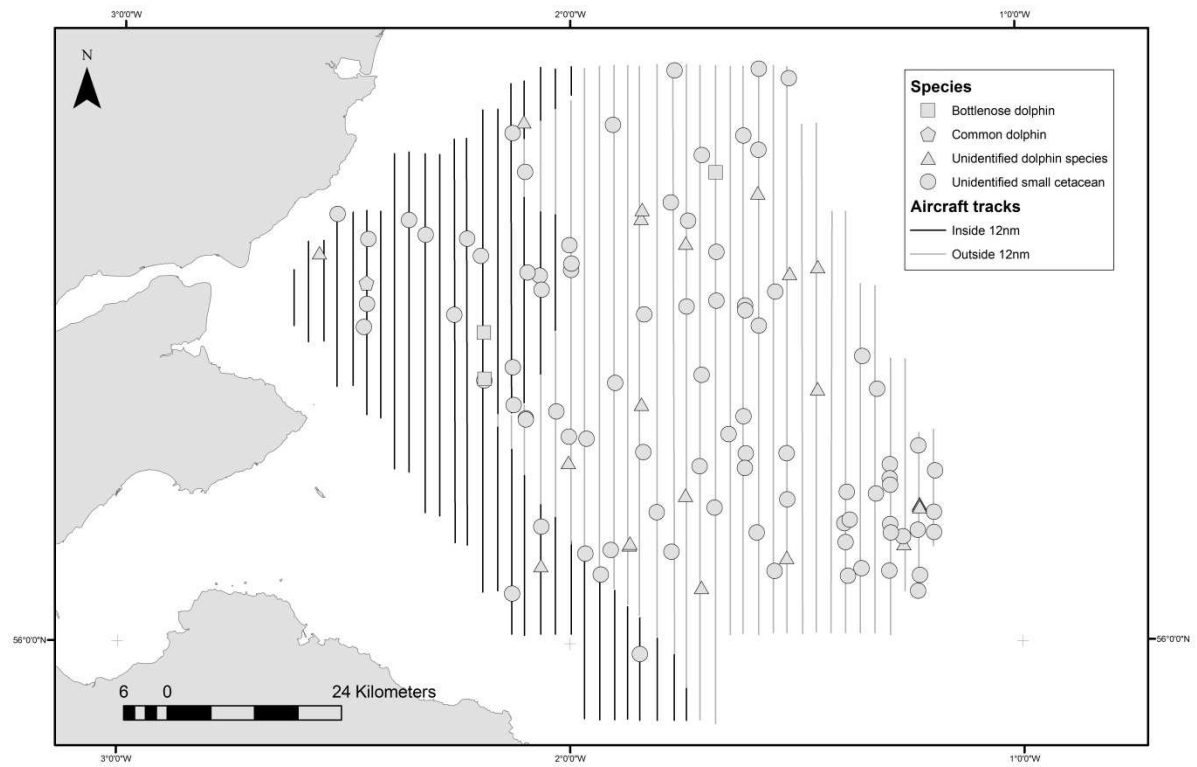 3°0'0"W 2°0'0"W 1°0'0"W
N
Species
Bottlenose dolphin
Common dolphin
Unidentified dolphin species
Unidentified small cetacean
Aircraft tracks
Inside 12nm
Outside 12nm
56°0'0"N 56°0'0"N
6 0 24 Kilometers
3°0'0"W 2°0'0"W 1°0'0"W